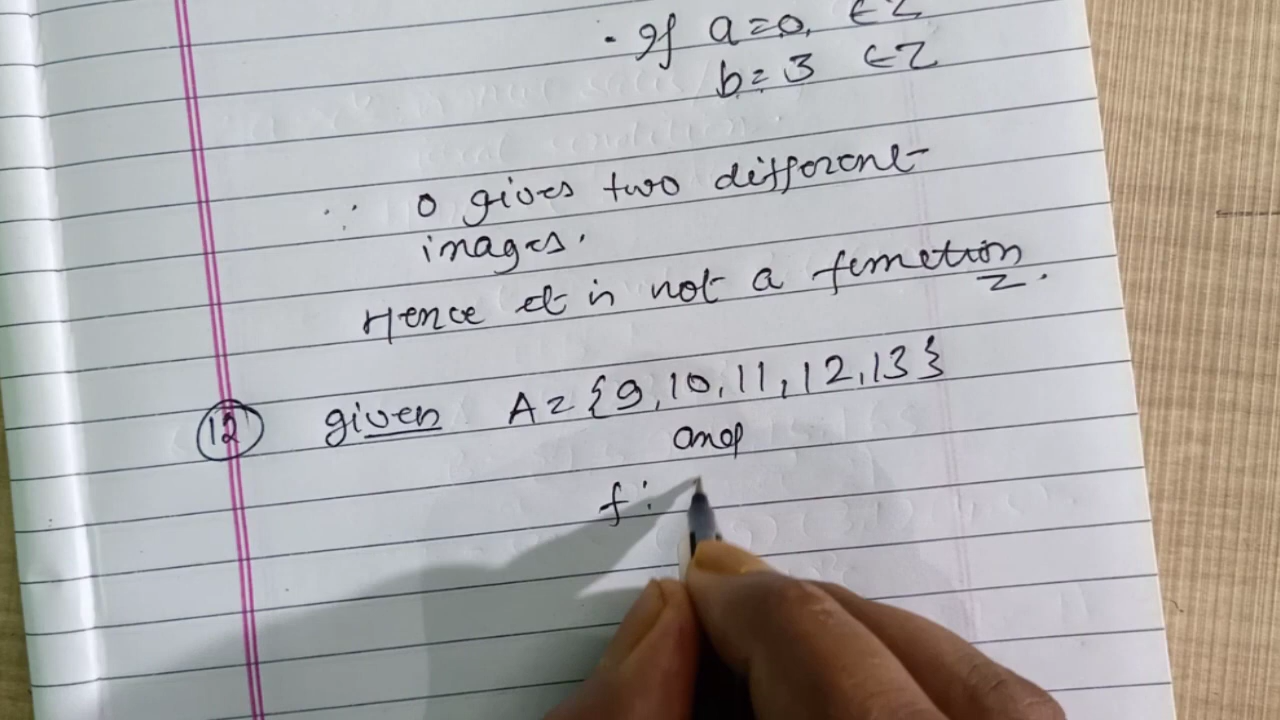 · If a=0, ∈Z
b=3 ∈Z
∵ 0 gives two different
images.
Hence it is not a function.
12 given A={9,10,11,12,13}
and
f: